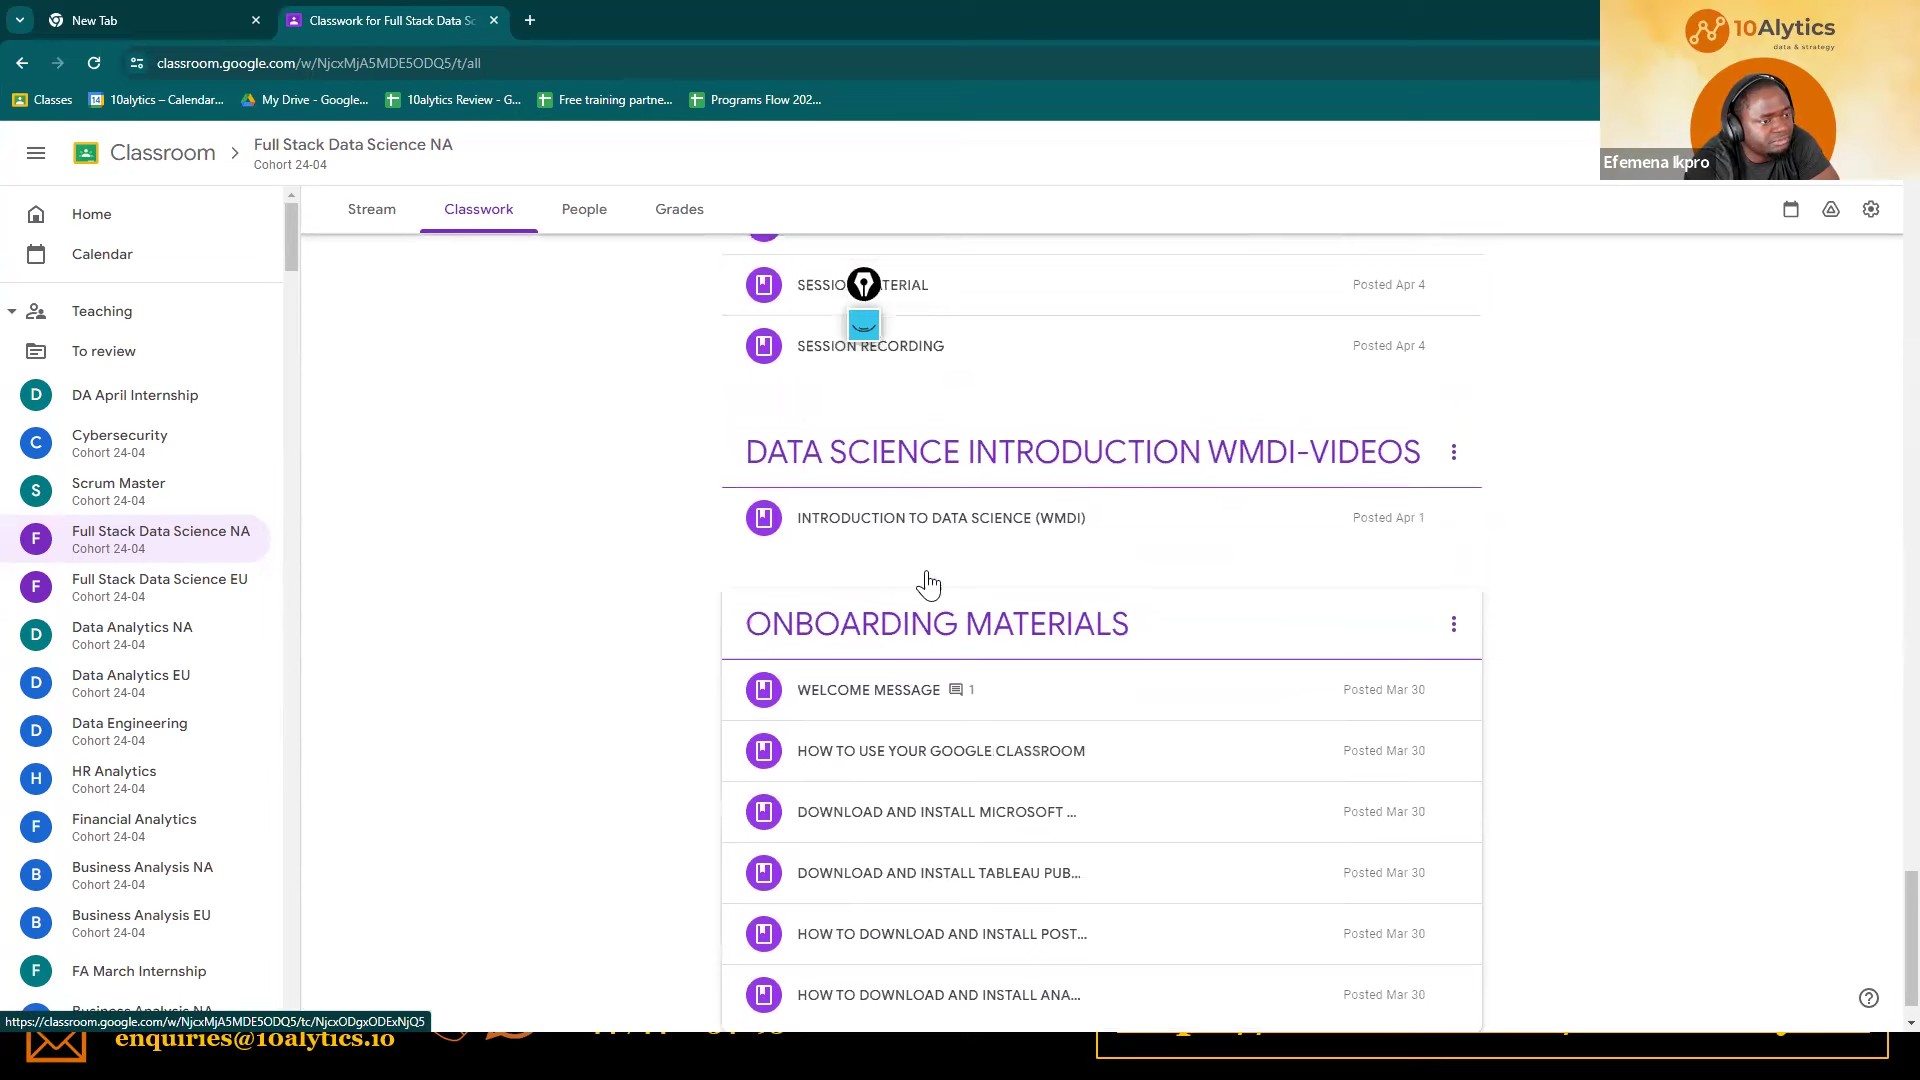 New Tab
Classwork for Full Stack Data Sc
classroom.google.com/w/NjcxMjA5MDE5ODQ5/t/all
Classes
10alytics – Calendar...
My Drive - Google...
10alytics Review - G...
Free training partne...
Programs Flow 202...
10Alytics
data & strategy
Efemena Ikpro
Classroom
Full Stack Data Science NA
Cohort 24-04
Home
Calendar
Teaching
To review
D
DA April Internship
C
Cybersecurity
Cohort 24-04
S
Scrum Master
Cohort 24-04
F
Full Stack Data Science NA
Cohort 24-04
F
Full Stack Data Science EU
Cohort 24-04
D
Data Analytics NA
Cohort 24-04
D
Data Analytics EU
Cohort 24-04
D
Data Engineering
Cohort 24-04
H
HR Analytics
Cohort 24-04
F
Financial Analytics
Cohort 24-04
B
Business Analysis NA
Cohort 24-04
B
Business Analysis EU
Cohort 24-04
F
FA March Internship
Business Analysis NA
Stream
Classwork
People
Grades
SESSIO TERIAL
Posted Apr 4
SESSION RECORDING
Posted Apr 4
DATA SCIENCE INTRODUCTION WMDI-VIDEOS
INTRODUCTION TO DATA SCIENCE (WMDI)
Posted Apr 1
ONBOARDING MATERIALS
WELCOME MESSAGE 1
Posted Mar 30
HOW TO USE YOUR GOOGLE CLASSROOM
Posted Mar 30
DOWNLOAD AND INSTALL MICROSOFT ...
Posted Mar 30
DOWNLOAD AND INSTALL TABLEAU PUB...
Posted Mar 30
HOW TO DOWNLOAD AND INSTALL POST...
Posted Mar 30
HOW TO DOWNLOAD AND INSTALL ANA...
Posted Mar 30
https://classroom.google.com/w/NjcxMjA5MDE5ODQ5/tc/NjcxODgxODExNjQ5
enquiries@10alytics.io